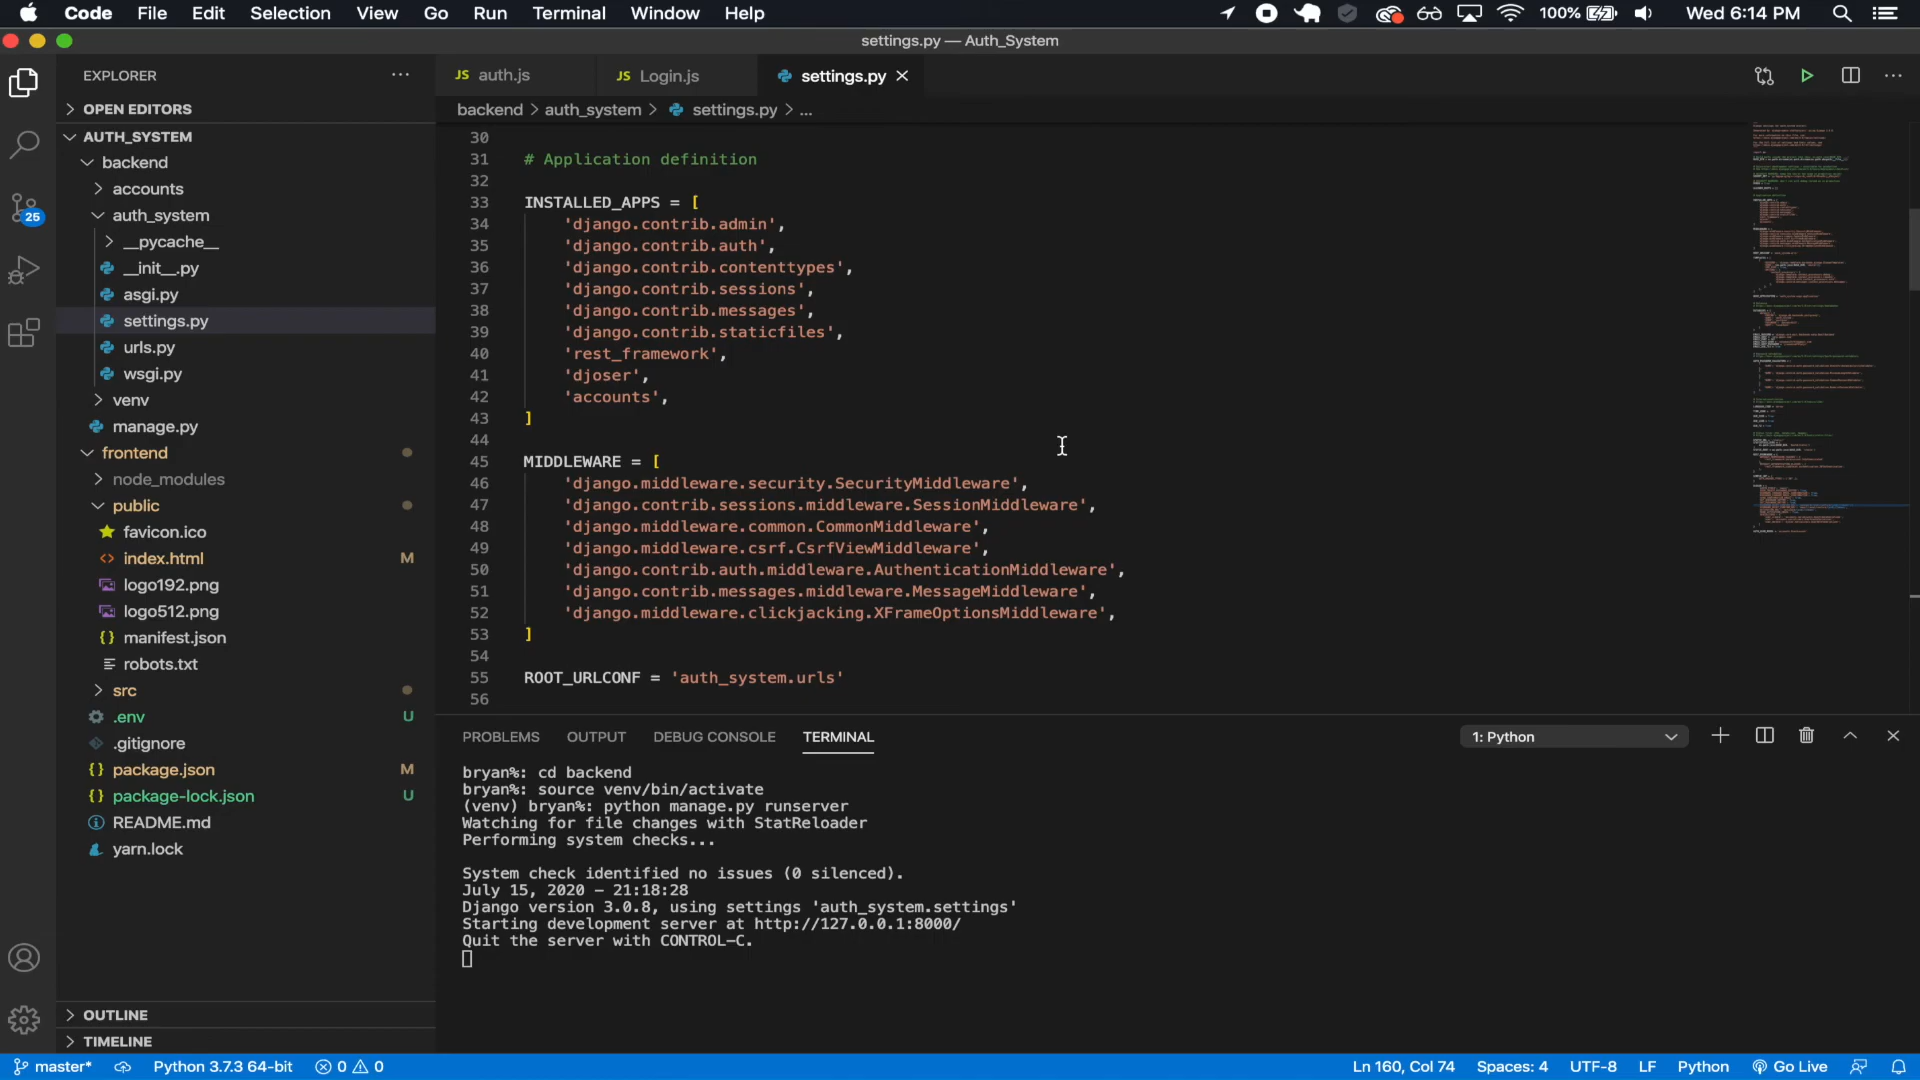 Code File Edit Selection View Go Run Terminal Window Help 100% Wed 6:14 PM
settings.py — Auth_System
EXPLORER
OPEN EDITORS
AUTH_SYSTEM
backend
accounts
auth_system
__pycache__
__init__.py
asgi.py
settings.py
urls.py
wsgi.py
venv
manage.py
frontend
node_modules
public
favicon.ico
index.html M
logo192.png
logo512.png
manifest.json
robots.txt
src
.env U
.gitignore
package.json M
package-lock.json U
README.md
yarn.lock
OUTLINE
TIMELINE
25
JS auth.js JS Login.js settings.py
backend > auth_system > settings.py > ...
30
31 # Application definition
32
33 INSTALLED_APPS = [
34 'django.contrib.admin',
35 'django.contrib.auth',
36 'django.contrib.contenttypes',
37 'django.contrib.sessions',
38 'django.contrib.messages',
39 'django.contrib.staticfiles',
40 'rest_framework',
41 'djoser',
42 'accounts',
43 ]
44
45 MIDDLEWARE = [
46 'django.middleware.security.SecurityMiddleware',
47 'django.contrib.sessions.middleware.SessionMiddleware',
48 'django.middleware.common.CommonMiddleware',
49 'django.middleware.csrf.CsrfViewMiddleware',
50 'django.contrib.auth.middleware.AuthenticationMiddleware',
51 'django.contrib.messages.middleware.MessageMiddleware',
52 'django.middleware.clickjacking.XFrameOptionsMiddleware',
53 ]
54
55 ROOT_URLCONF = 'auth_system.urls'
56
PROBLEMS OUTPUT DEBUG CONSOLE TERMINAL 1: Python
bryan%: cd backend
bryan%: source venv/bin/activate
(venv) bryan%: python manage.py runserver
Watching for file changes with StatReloader
Performing system checks...
System check identified no issues (0 silenced).
July 15, 2020 – 21:18:28
Django version 3.0.8, using settings 'auth_system.settings'
Starting development server at http://127.0.0.1:8000/
Quit the server with CONTROL-C.
master* Python 3.7.3 64-bit 0 0 Ln 160, Col 74 Spaces: 4 UTF-8 LF Python Go Live